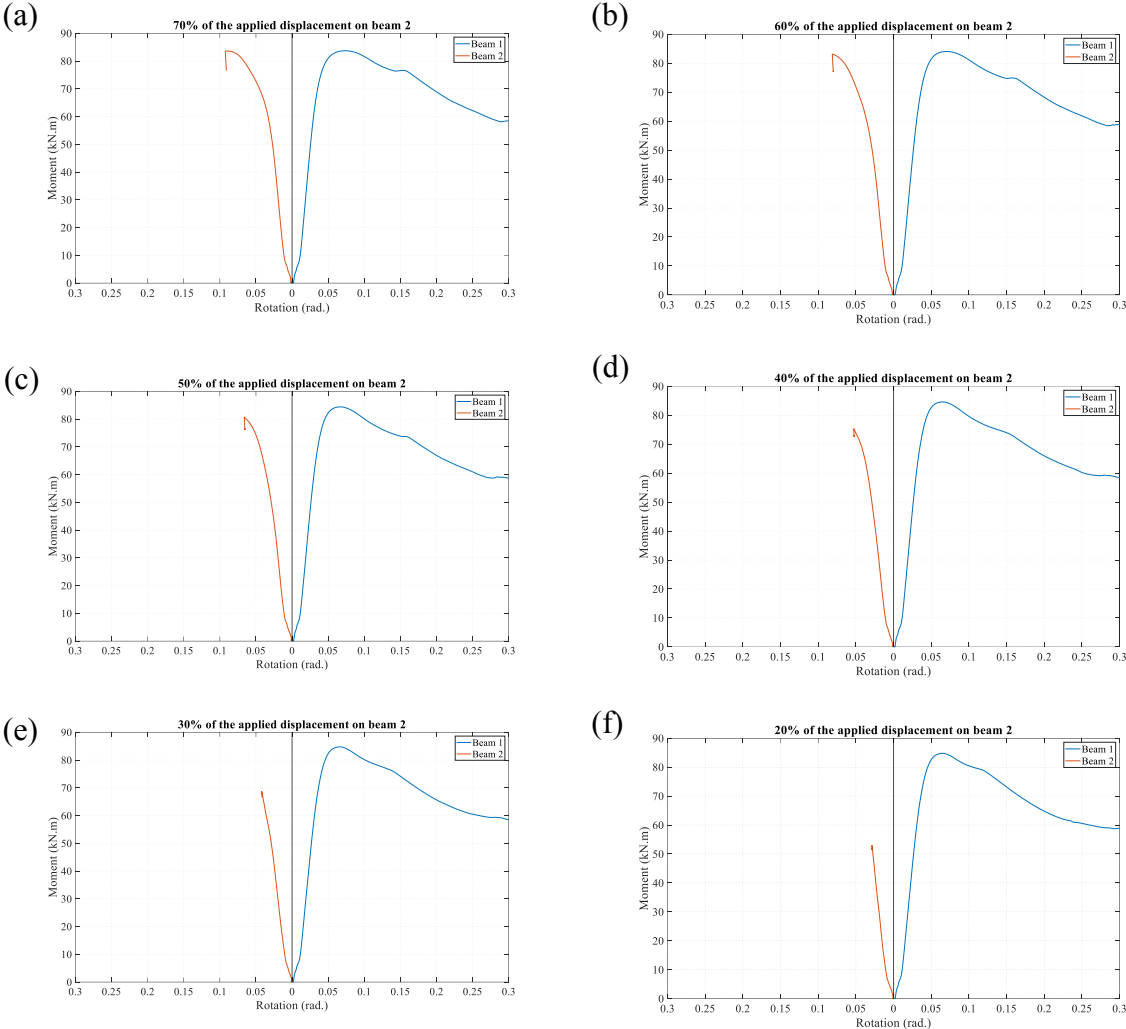 (a)
70% of the applied displacement on beam 2
90
80
70
60
50
40
30
20
10
0
Moment (kN.m)
Beam 1
Beam 2
0.3 0.25 0.2 0.15 0.1 0.05 0 0.05 0.1 0.15 0.2 0.25 0.3
Rotation (rad.)
(b)
60% of the applied displacement on beam 2
90
80
70
60
50
40
30
20
10
0
Moment (kN.m)
Beam 1
Beam 2
0.3 0.25 0.2 0.15 0.1 0.05 0 0.05 0.1 0.15 0.2 0.25 0.3
Rotation (rad.)
(c)
50% of the applied displacement on beam 2
90
80
70
60
50
40
30
20
10
0
Moment (kN.m)
Beam 1
Beam 2
0.3 0.25 0.2 0.15 0.1 0.05 0 0.05 0.1 0.15 0.2 0.25 0.3
Rotation (rad.)
(d)
40% of the applied displacement on beam 2
90
80
70
60
50
40
30
20
10
0
Moment (kN.m)
Beam 1
Beam 2
0.3 0.25 0.2 0.15 0.1 0.05 0 0.05 0.1 0.15 0.2 0.25 0.3
Rotation (rad.)
(e)
30% of the applied displacement on beam 2
90
80
70
60
50
40
30
20
10
0
Moment (kN.m)
Beam 1
Beam 2
0.3 0.25 0.2 0.15 0.1 0.05 0 0.05 0.1 0.15 0.2 0.25 0.3
Rotation (rad.)
(f)
20% of the applied displacement on beam 2
90
80
70
60
50
40
30
20
10
0
Moment (kN.m)
Beam 1
Beam 2
0.3 0.25 0.2 0.15 0.1 0.05 0 0.05 0.1 0.15 0.2 0.25 0.3
Rotation (rad.)